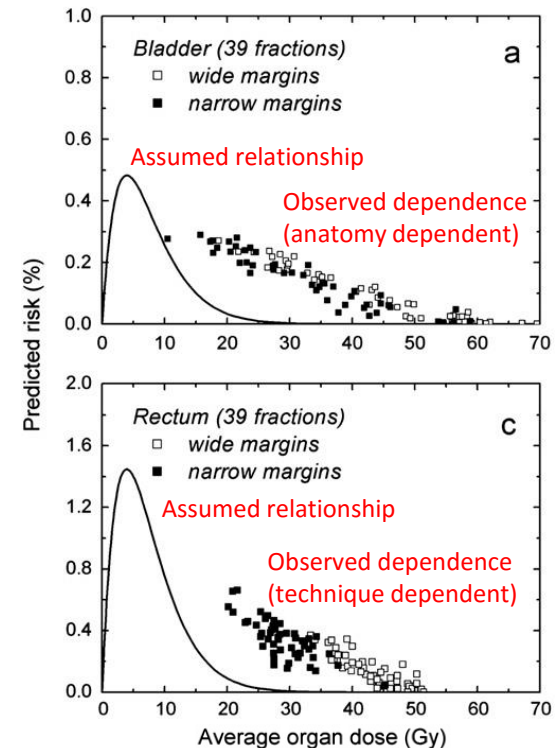 Predicted risk (%)
1.0
0.8
0.6
0.4
0.2
0.0
Bladder (39 fractions)
a
wide margins
narrow margins
Assumed relationship
Observed dependence
(anatomy dependent)
0 10 20 30 40 50 60 70
2.0
1.6
1.2
0.8
0.4
0.0
Rectum (39 fractions)
c
wide margins
narrow margins
Assumed relationship
Observed dependence
(technique dependent)
0 10 20 30 40 50 60 70
Average organ dose (Gy)